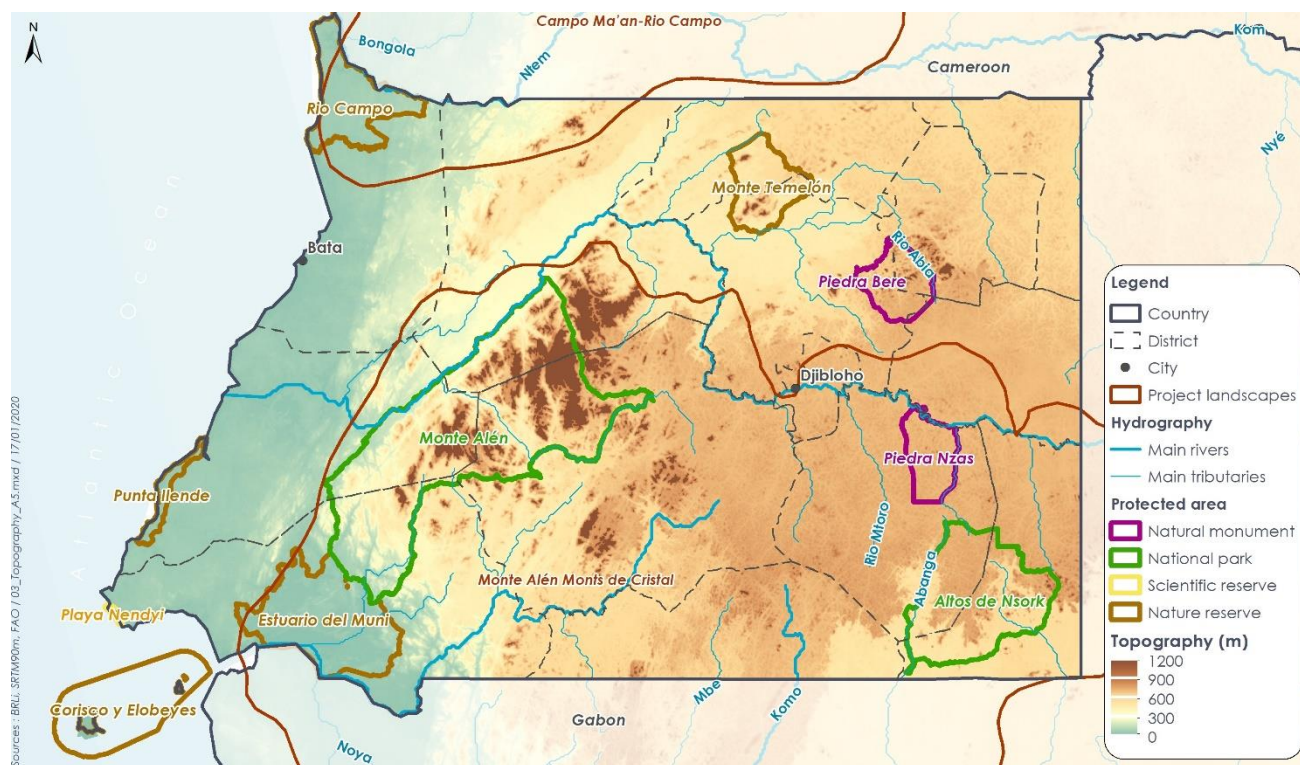 N
Campo Ma'an-Rio Campo
Bongola
Ntem
Kom
Cameroon
Rio Campo
Nyé
Monte Temelón
Atlantic Ocean
Bata
Rio Abia
Piedra Bere
Djibloho
Monte Alén
Piedra Nzas
Punta Ilende
Rio Mtoro
Abanga
Monte Alén Monts de Cristal
Altos de Nsork
Playa Nendyi
Estuario del Muni
Mbe
Komo
Corisco y Elobeyes
Gabon
Noya
Legend
Country
District
City
Project landscapes
Hydrography
Main rivers
Main tributaries
Protected area
Natural monument
National park
Scientific reserve
Nature reserve
Topography (m)
1200
900
600
300
0
Sources : BRLi, SRTM90m, FAO / 03_Topography_A5.mxd / 17/01/2020